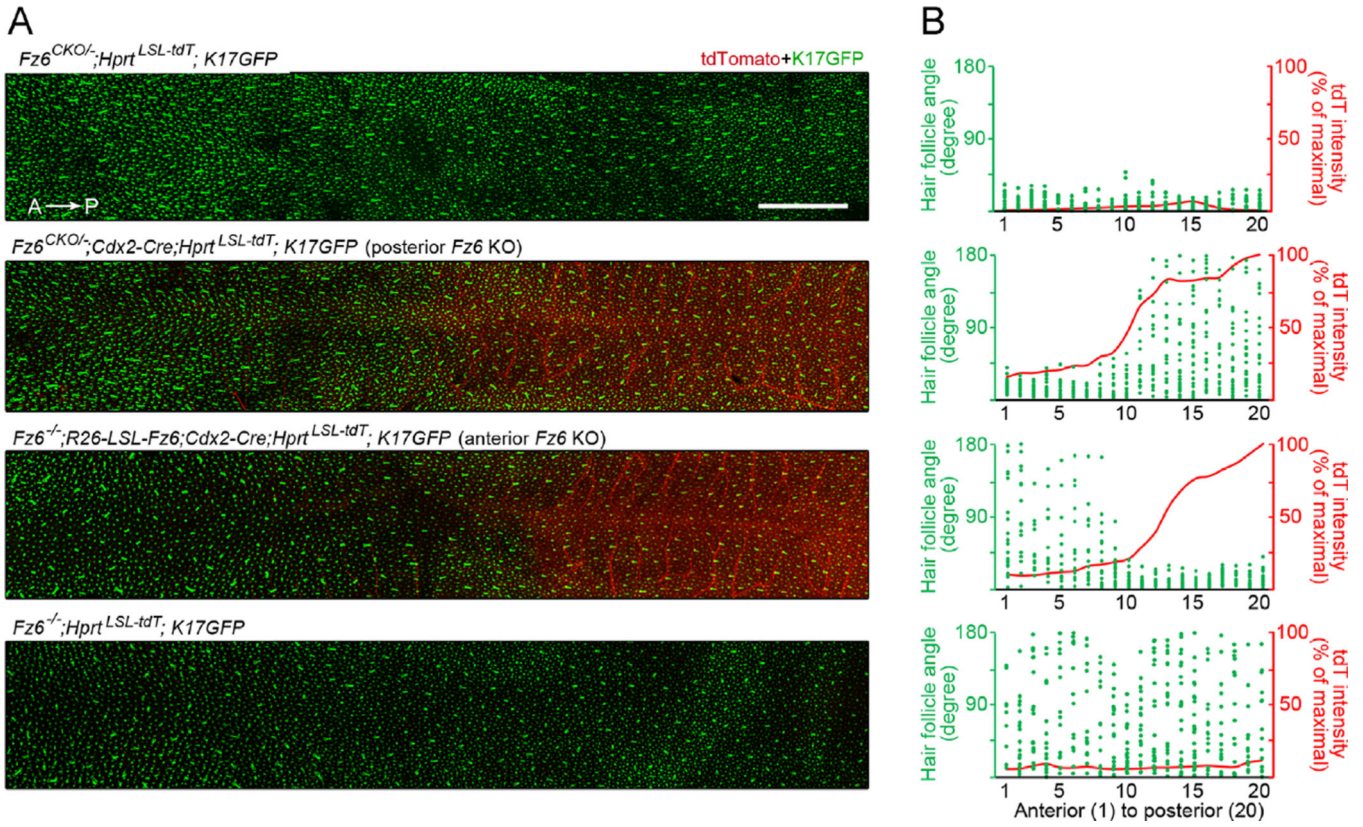 A
B
Fz6CKO/-;HprtLSL-tdT; K17GFP
tdTomato+K17GFP
A → P
Fz6CKO/-;Cdx2-Cre;HprtLSL-tdT; K17GFP (posterior Fz6 KO)
Fz6-/-;R26-LSL-Fz6;Cdx2-Cre;HprtLSL-tdT; K17GFP (anterior Fz6 KO)
Fz6-/-;HprtLSL-tdT; K17GFP
Hair follicle angle
(degree)
180
90
100
50
tdT intensity
(% of maximal)
1 5 10 15 20
Hair follicle angle
(degree)
180
90
100
50
tdT intensity
(% of maximal)
1 5 10 15 20
Hair follicle angle
(degree)
180
90
100
50
tdT intensity
(% of maximal)
1 5 10 15 20
Hair follicle angle
(degree)
180
90
100
50
tdT intensity
(% of maximal)
1 5 10 15 20
Anterior (1) to posterior (20)